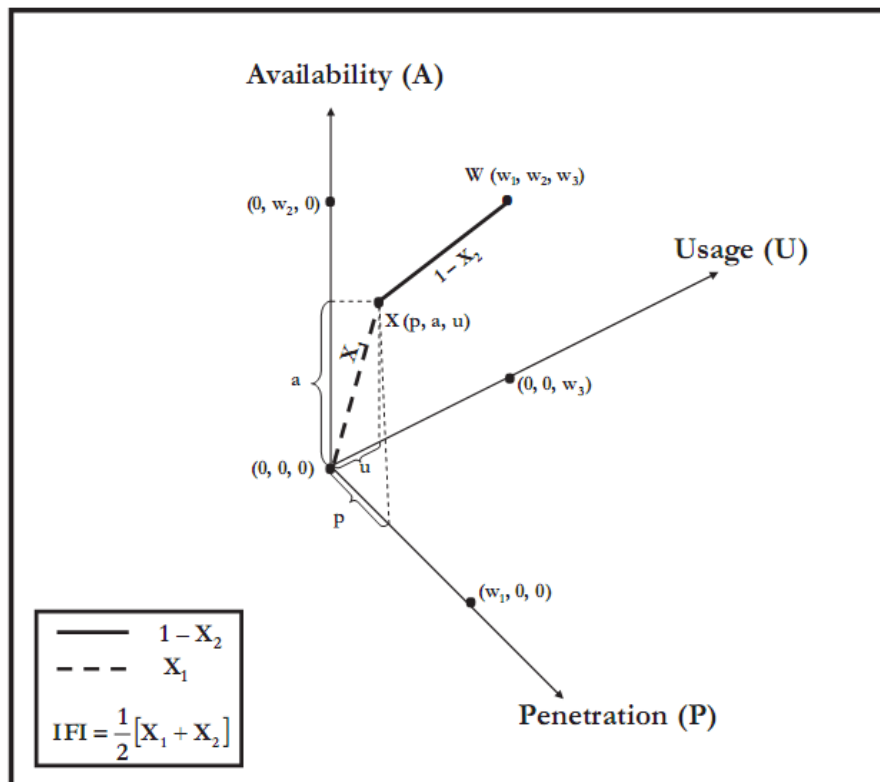 Availability (A)
W (w₁, w₂, w₃)
(0, w₂, 0)
Usage (U)
1 – X₂
X (p, a, u)
X₁
a
(0, 0, w₃)
(0, 0, 0)
u
p
(w₁, 0, 0)
Penetration (P)
1 – X₂
X₁
IFI = 1/2 [X₁ + X₂]